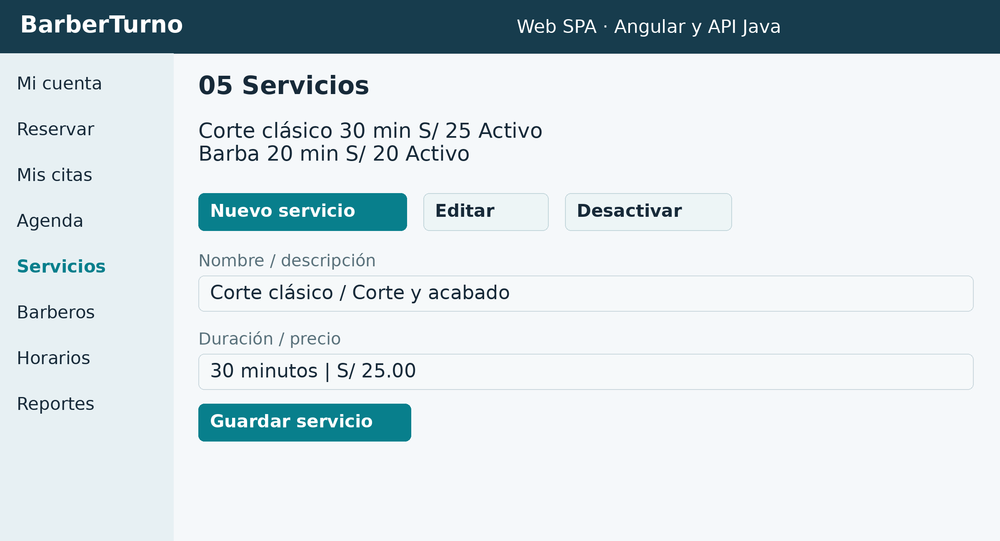 BarberTurno
Web SPA · Angular y API Java
Mi cuenta
Reservar
Mis citas
Agenda
Servicios
Barberos
Horarios
Reportes
05 Servicios
Corte clásico 30 min S/ 25 Activo
Barba 20 min S/ 20 Activo
Nuevo servicio
Editar
Desactivar
Nombre / descripción
Corte clásico / Corte y acabado
Duración / precio
30 minutos | S/ 25.00
Guardar servicio